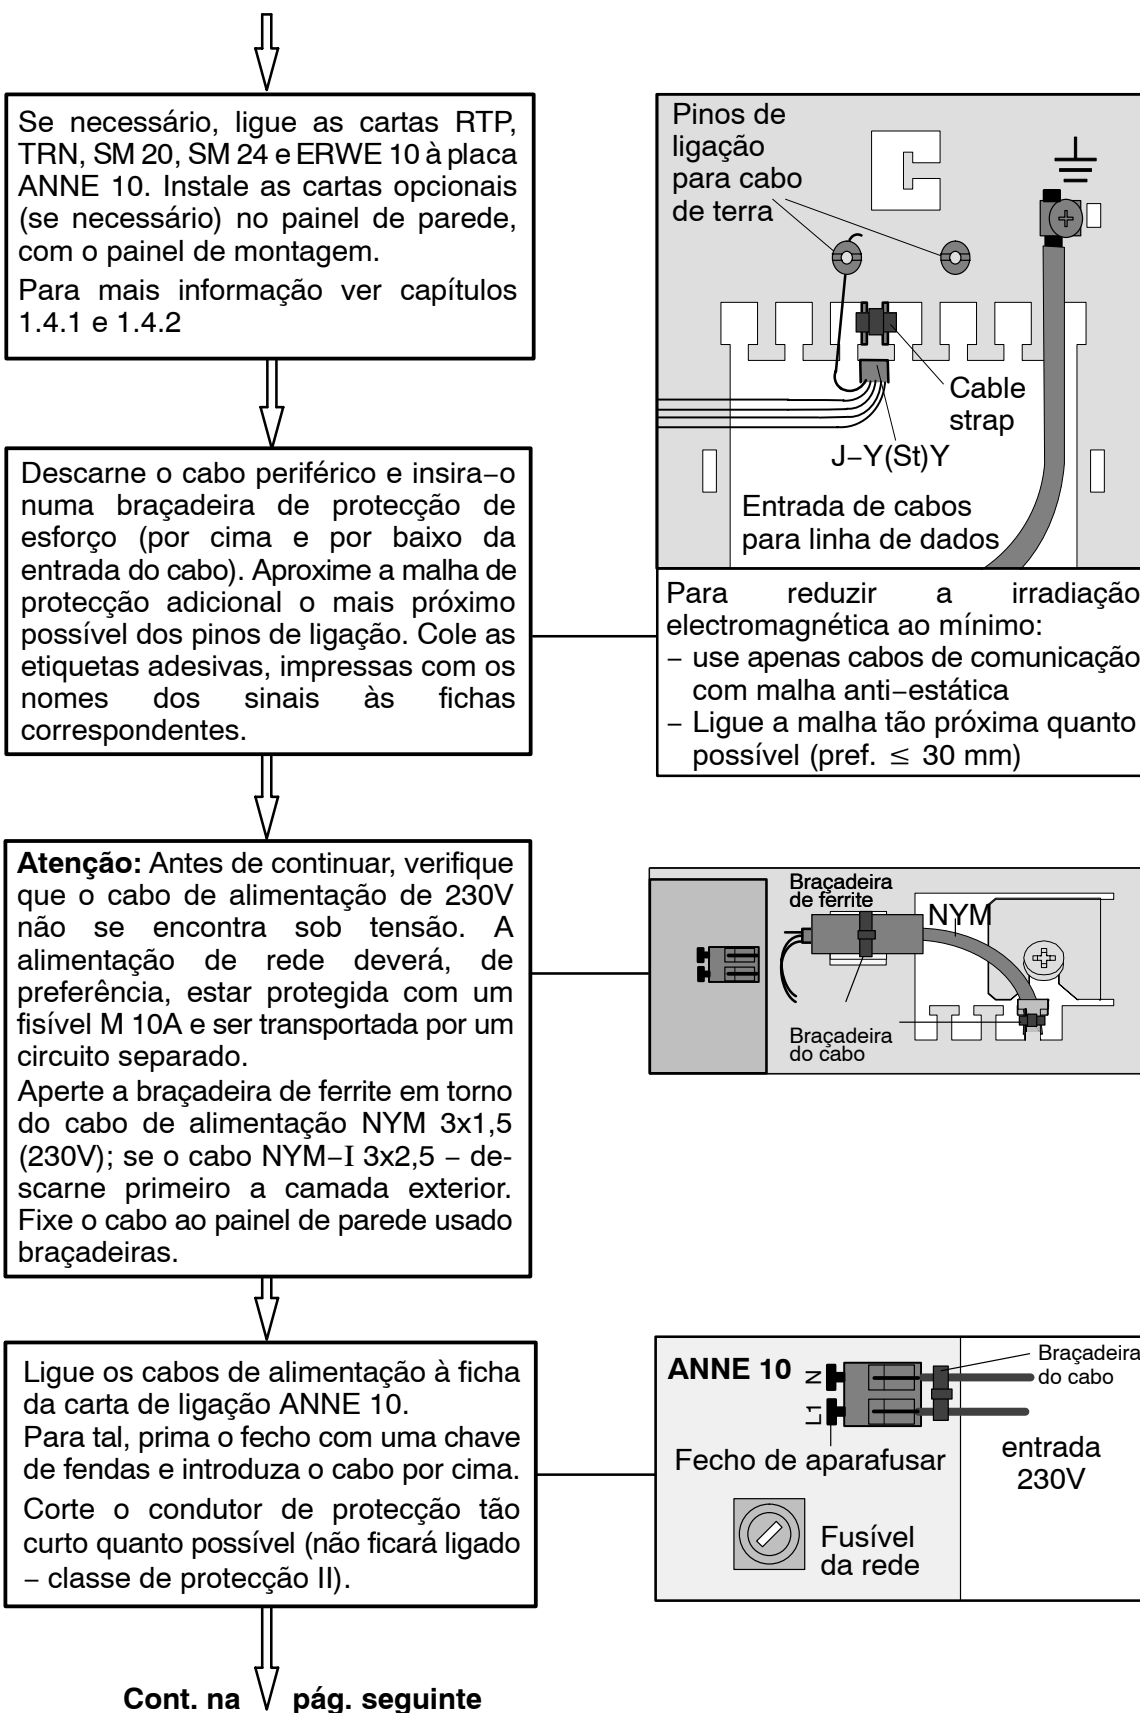 Se necessário, ligue as cartas RTP,
TRN, SM 20, SM 24 e ERWE 10 à placa
ANNE 10. Instale as cartas opcionais
(se necessário) no painel de parede,
com o painel de montagem.
Para mais informação ver capítulos
1.4.1 e 1.4.2
Pinos de
ligação
para cabo
de terra
Cable
strap
J–Y(St)Y
Entrada de cabos
para linha de dados
Descarne o cabo periférico e insira–o
numa braçadeira de protecção de
esforço (por cima e por baixo da
entrada do cabo). Aproxime a malha de
protecção adicional o mais próximo
possível dos pinos de ligação. Cole as
etiquetas adesivas, impressas com os
nomes dos sinais às fichas
correspondentes.
Para reduzir a irradiação
electromagnética ao mínimo:
– use apenas cabos de comunicação
com malha anti–estática
– Ligue a malha tão próxima quanto
possível (pref. ≤ 30 mm)
Atenção: Antes de continuar, verifique
que o cabo de alimentação de 230V
não se encontra sob tensão. A
alimentação de rede deverá, de
preferência, estar protegida com um
fisível M 10A e ser transportada por um
circuito separado.
Aperte a braçadeira de ferrite em torno
do cabo de alimentação NYM 3x1,5
(230V); se o cabo NYM–I 3x2,5 – de-
scarne primeiro a camada exterior.
Fixe o cabo ao painel de parede usado
braçadeiras.
Braçadeira
de ferrite
NYM
Braçadeira
do cabo
Ligue os cabos de alimentação à ficha
da carta de ligação ANNE 10.
Para tal, prima o fecho com uma chave
de fendas e introduza o cabo por cima.
Corte o condutor de protecção tão
curto quanto possível (não ficará ligado
– classe de protecção II).
ANNE 10
N
L1
Braçadeira
do cabo
Fecho de aparafusar
entrada
230V
Fusível
da rede
Cont. na pág. seguinte